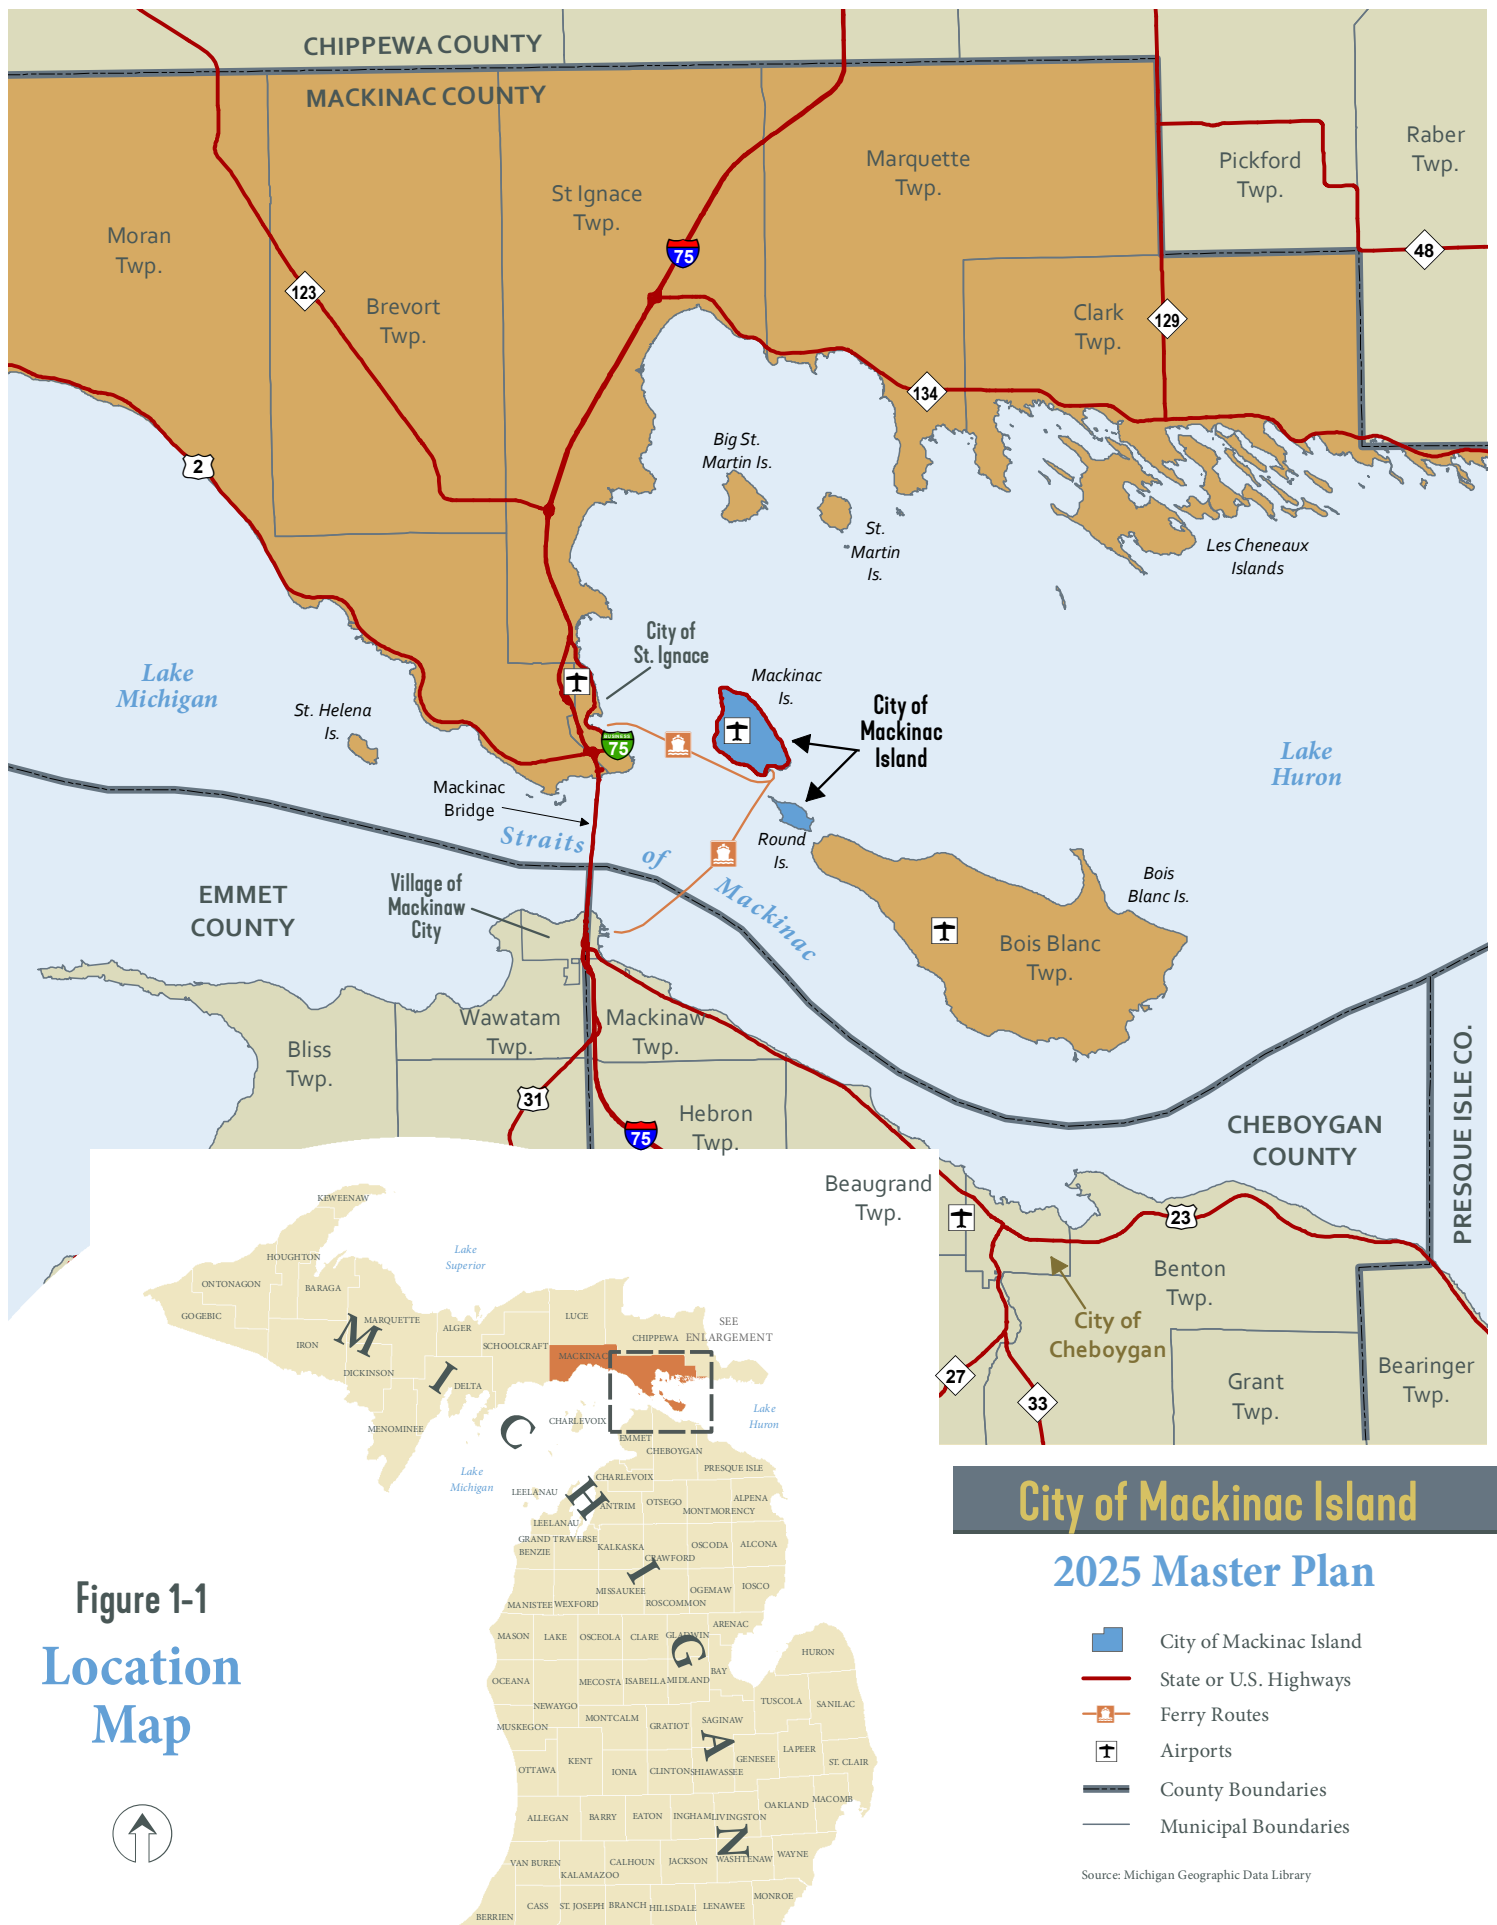 CHIPPEWA COUNTY
MACKINAC COUNTY
Raber
Twp.
Pickford
Twp.
Marquette
Twp.
St Ignace
Twp.
Moran
Twp.
75
48
123
Brevort
Twp.
Clark
Twp.
129
134
2
Big St.
Martin Is.
St.
Martin
Is.
Les Cheneaux
Islands
City of
St. Ignace
Lake
Michigan
Mackinac
Is.
City of
Mackinac
Island
St. Helena
Is.
BUSINESS
75
Lake
Huron
Mackinac
Bridge
Straits
of
Mackinac
Round
Is.
Bois
Blanc Is.
Village of
Mackinaw
City
EMMET
COUNTY
Bois Blanc
Twp.
Wawatam
Twp.
Mackinaw
Twp.
Bliss
Twp.
31
75
Hebron
Twp.
CHEBOYGAN
COUNTY
PRESQUE ISLE CO.
Beaugrand
Twp.
23
Benton
Twp.
City of
Cheboygan
27
33
Grant
Twp.
Bearinger
Twp.
KEWEENAW
Lake
Superior
HOUGHTON
ONTONAGON
BARAGA
GOGEBIC
MARQUETTE
LUCE
ALGER
SEE
ENLARGEMENT
CHIPPEWA
IRON
SCHOOLCRAFT
MACKINAC
DICKINSON
DELTA
MENOMINEE
CHARLEVOIX
Lake
Huron
EMMET
CHEBOYGAN
PRESQUE ISLE
Lake
Michigan
CHARLEVOIX
LEELANAU
ANTRIM
OTSEGO
ALPENA
MONTMORENCY
LEELANAU
GRAND TRAVERSE
BENZIE
KALKASKA
CRAWFORD
OSCODA
ALCONA
MISSAUKEE
OGEMAW
IOSCO
MANISTEE
WEXFORD
ROSCOMMON
ARENAC
MASON
LAKE
OSCEOLA
CLARE
GLADWIN
HURON
OCEANA
MECOSTA
ISABELLA
MIDLAND
BAY
NEWAYGO
TUSCOLA
SANILAC
MUSKEGON
MONTCALM
GRATIOT
SAGINAW
LAPEER
KENT
GENESEE
ST. CLAIR
OTTAWA
IONIA
CLINTON
SHIAWASSEE
ALLEGAN
BARRY
EATON
INGHAM
LIVINGSTON
OAKLAND
MACOMB
VAN BUREN
KALAMAZOO
CALHOUN
JACKSON
WASHTENAW
WAYNE
BERRIEN
CASS
ST. JOSEPH
BRANCH
HILLSDALE
LENAWEE
MONROE
M I C H I G A N
Figure 1-1
Location
Map
City of Mackinac Island
2025 Master Plan
City of Mackinac Island
State or U.S. Highways
Ferry Routes
Airports
County Boundaries
Municipal Boundaries
Source: Michigan Geographic Data Library